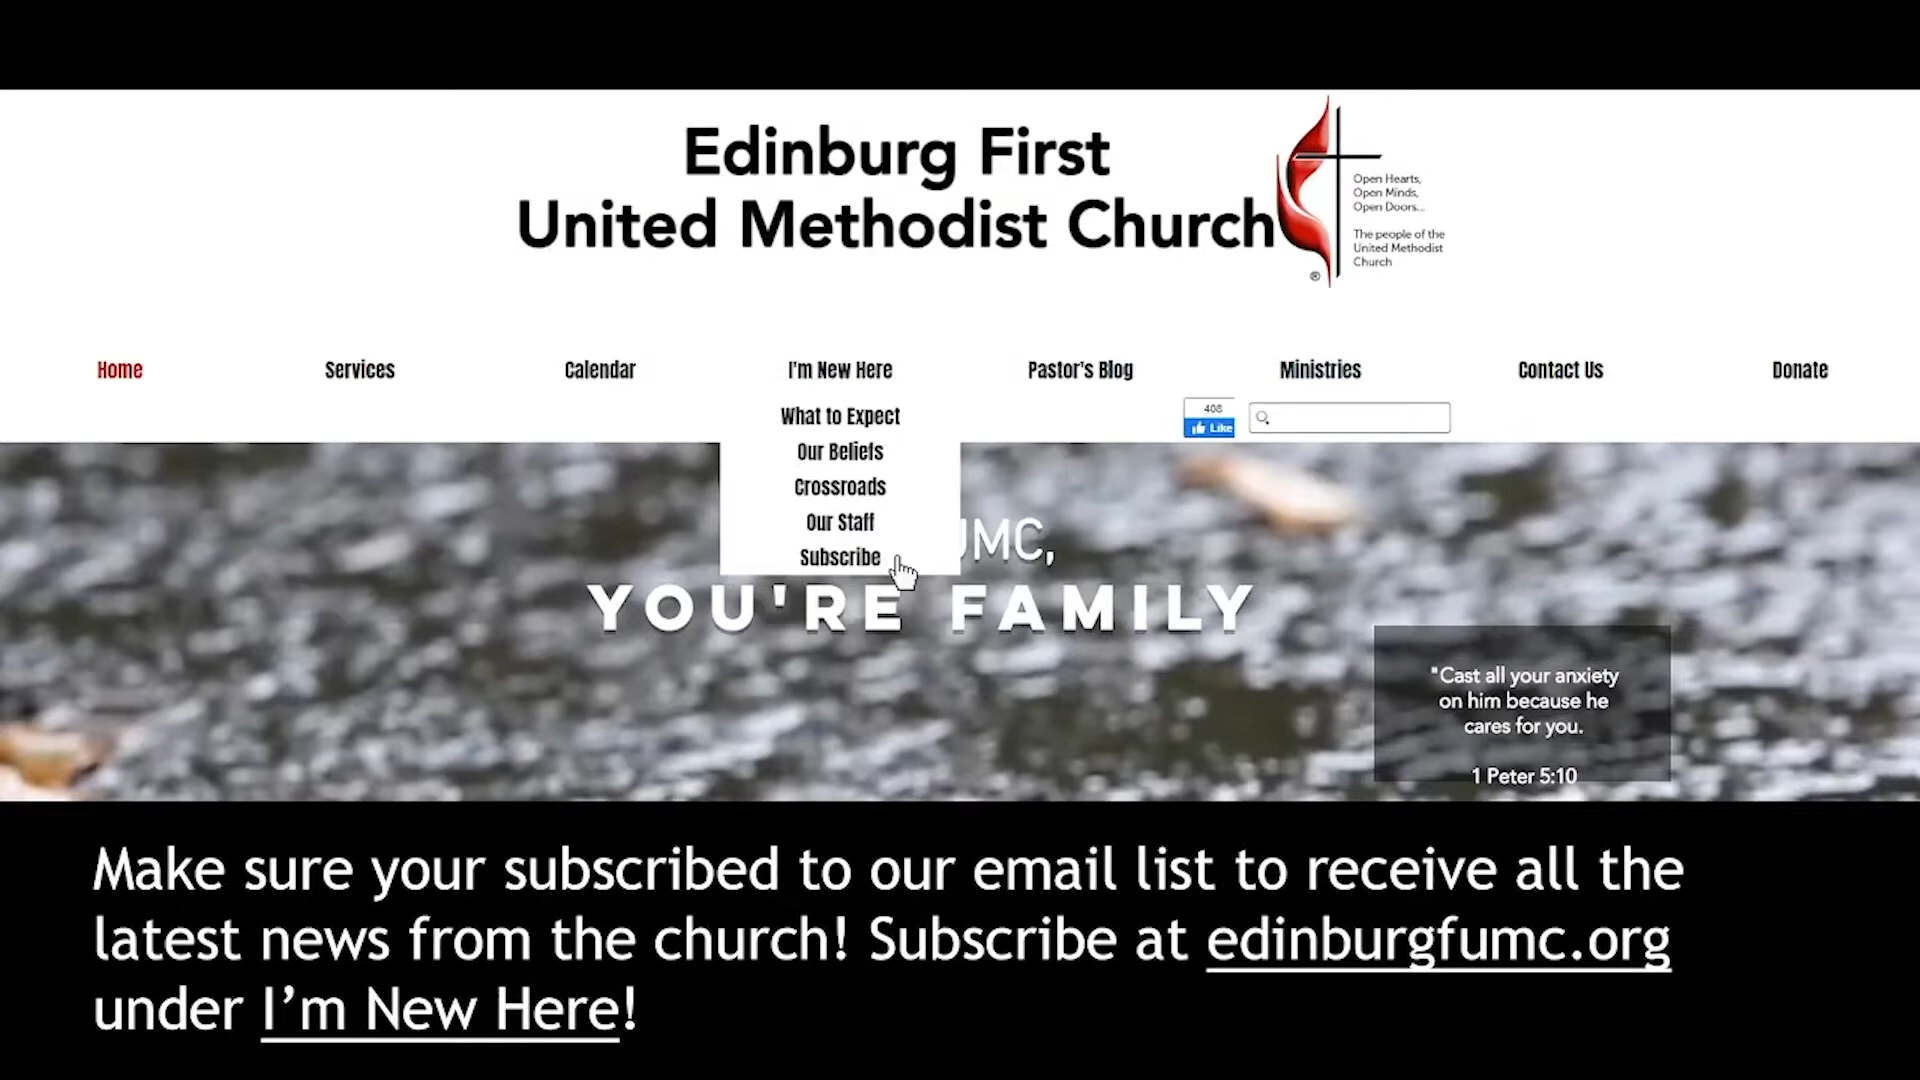 Edinburg First
United Methodist Church
Open Hearts,
Open Minds,
Open Doors...
The people of the
United Methodist
Church
®
Home Services Calendar I'm New Here Pastor's Blog Ministries Contact Us Donate
408
Like
What to Expect
Our Beliefs
Crossroads
Our Staff
Subscribe
UMC,
YOU'RE FAMILY
"Cast all your anxiety
on him because he
cares for you.
1 Peter 5:10
Make sure your subscribed to our email list to receive all the
latest news from the church! Subscribe at edinburgfumc.org
under I’m New Here!